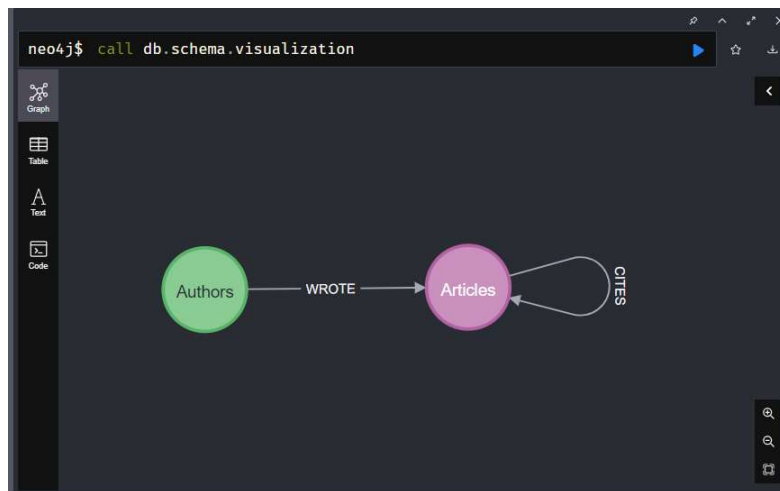 neo4j$ call db.schema.visualization
Graph
Table
A
Text
Code
Authors
WROTE
Articles
CITES